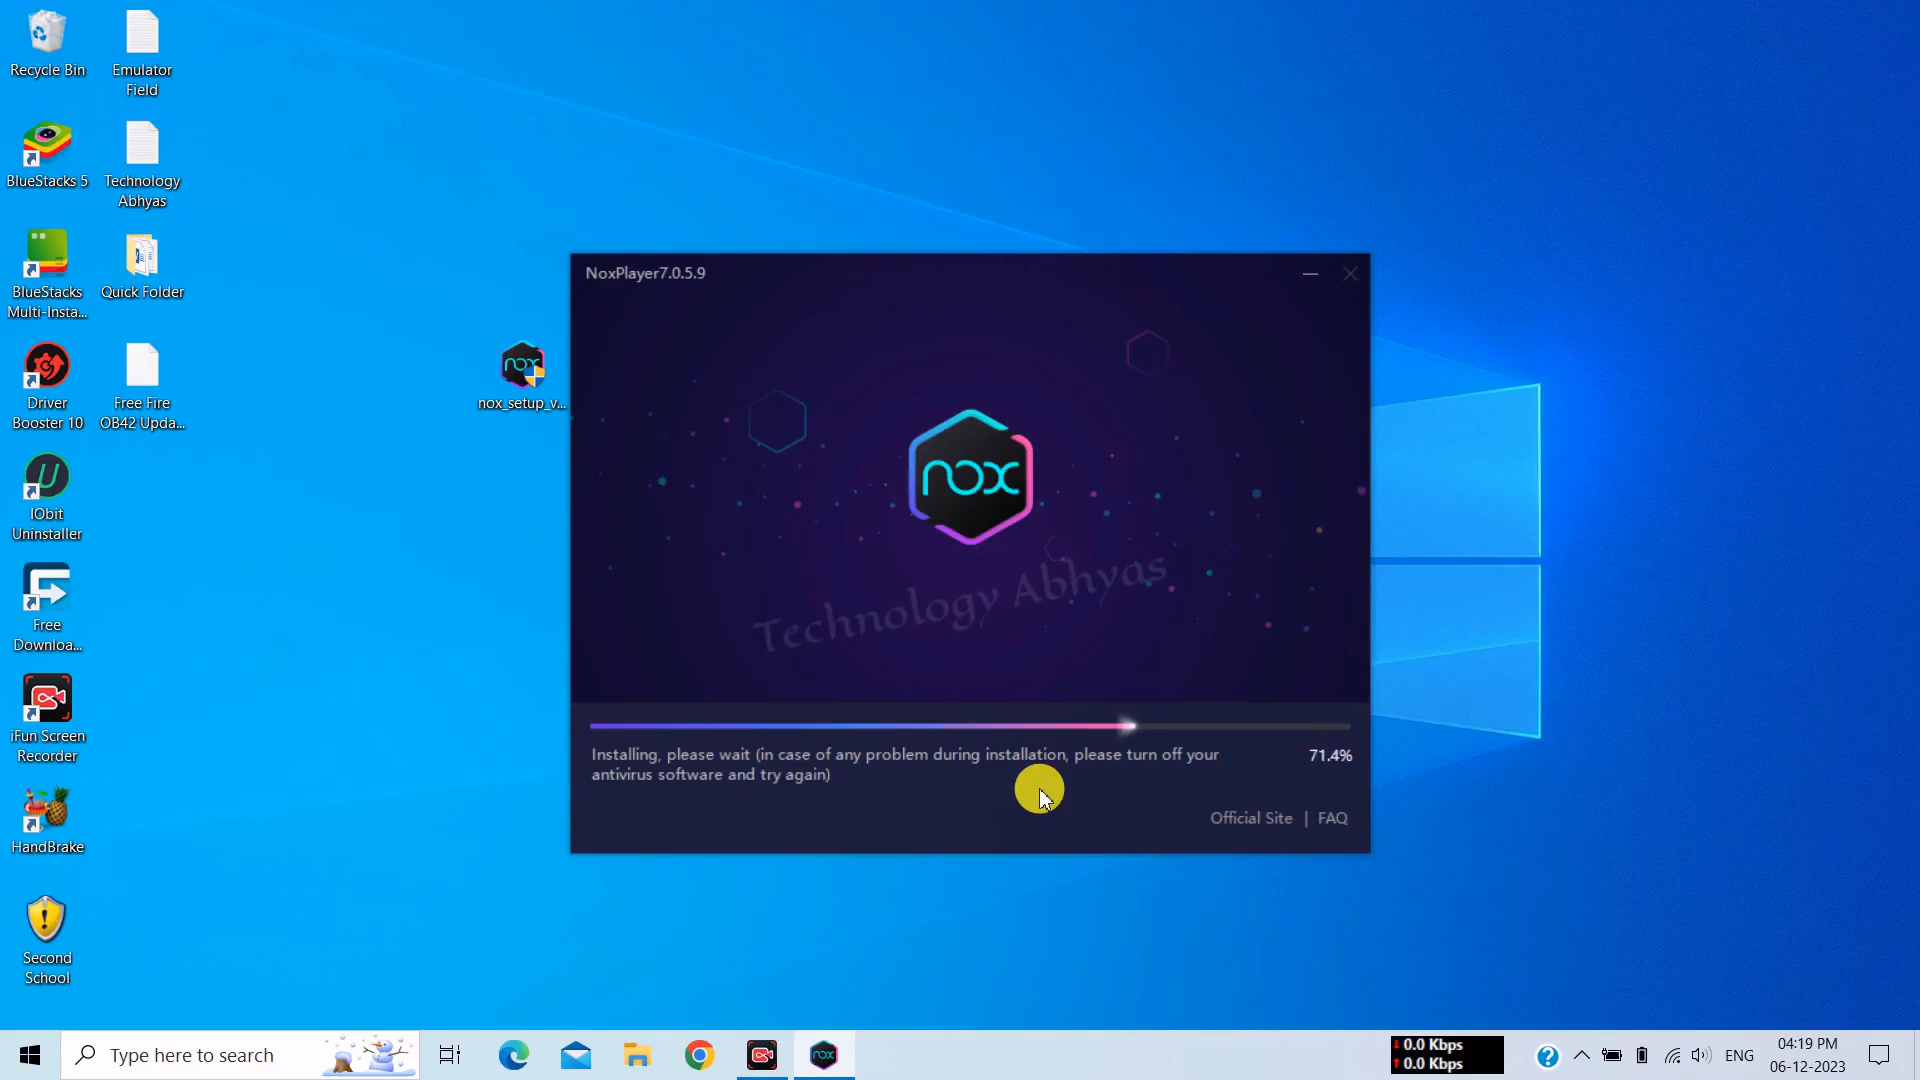 Recycle Bin
Emulator
Field
BlueStacks 5
Technology
Abhyas
BlueStacks
Multi-Insta...
Quick Folder
Driver
Booster 10
Free Fire
OB42 Upda...
IObit
Uninstaller
Free
Downloa...
iFun Screen
Recorder
HandBrake
Second
School
nox
nox_setup_v...
NoxPlayer7.0.5.9
nox
Technology Abhyas
Installing, please wait (in case of any problem during installation, please turn off your
antivirus software and try again)
71.4%
Official Site | FAQ
Type here to search
nox
0.0 Kbps
0.0 Kbps
ENG
04:19 PM
06-12-2023